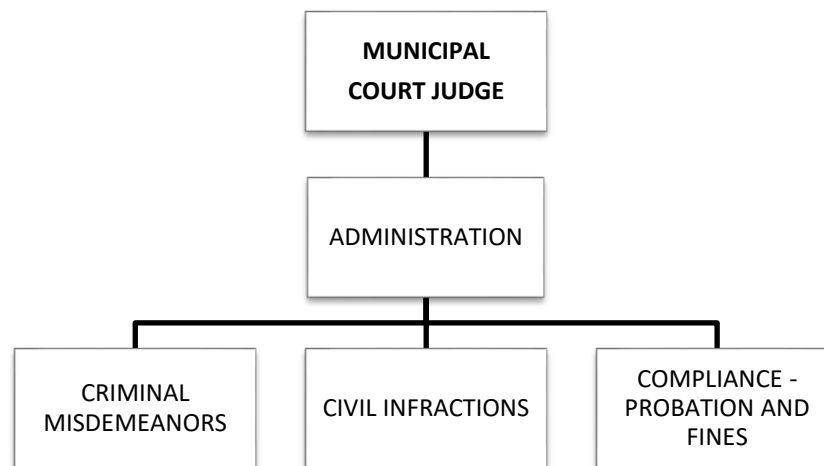 MUNICIPAL
COURT JUDGE
ADMINISTRATION
CRIMINAL
MISDEMEANORS
CIVIL INFRACTIONS
COMPLIANCE -
PROBATION AND
FINES